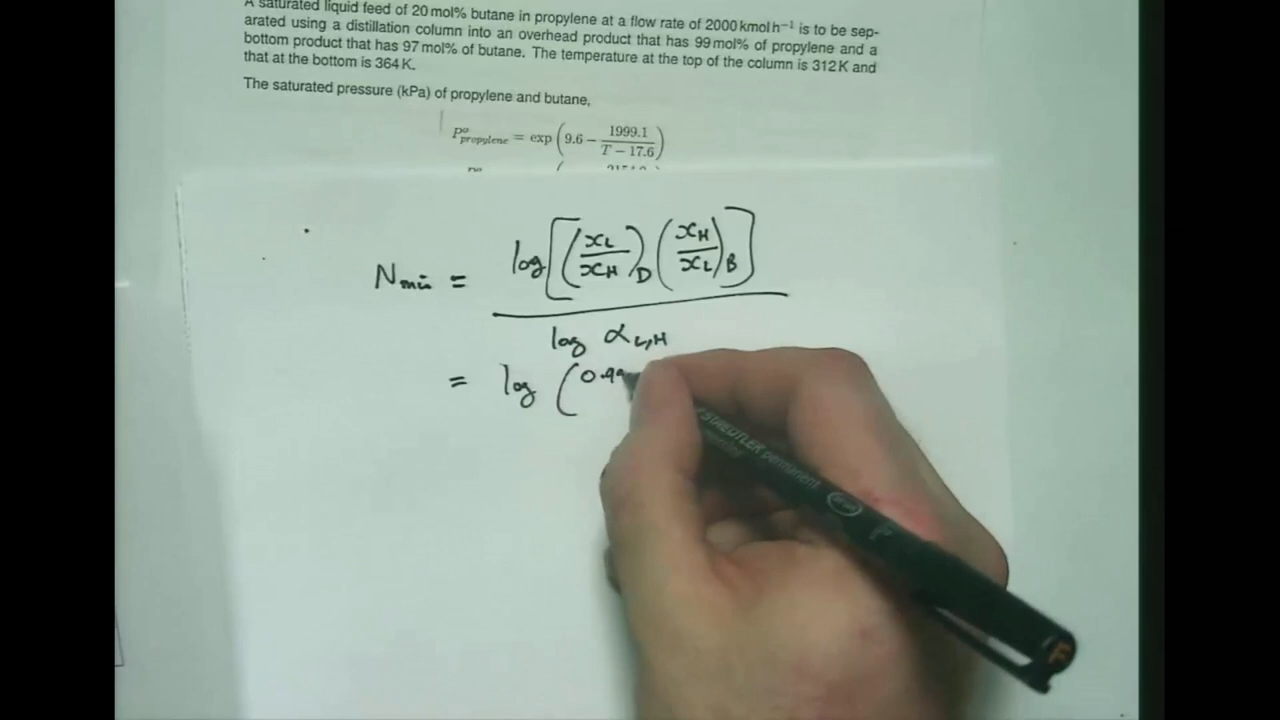 A saturated liquid feed of 20 mol% butane in propylene at a flow rate of 2000 kmol h⁻¹ is to be sep-
arated using a distillation column into an overhead product that has 99 mol% of propylene and a
bottom product that has 97 mol% of butane. The temperature at the top of the column is 312 K and
that at the bottom is 364 K.
The saturated pressure (kPa) of propylene and butane,
P°propylene = exp (9.6 − 1999.1 / (T − 17.6))
Nmin = log[(xL/xH)D (xH/xL)B] / log αL,H
= log (0.99
STAEDTLER permanent
F